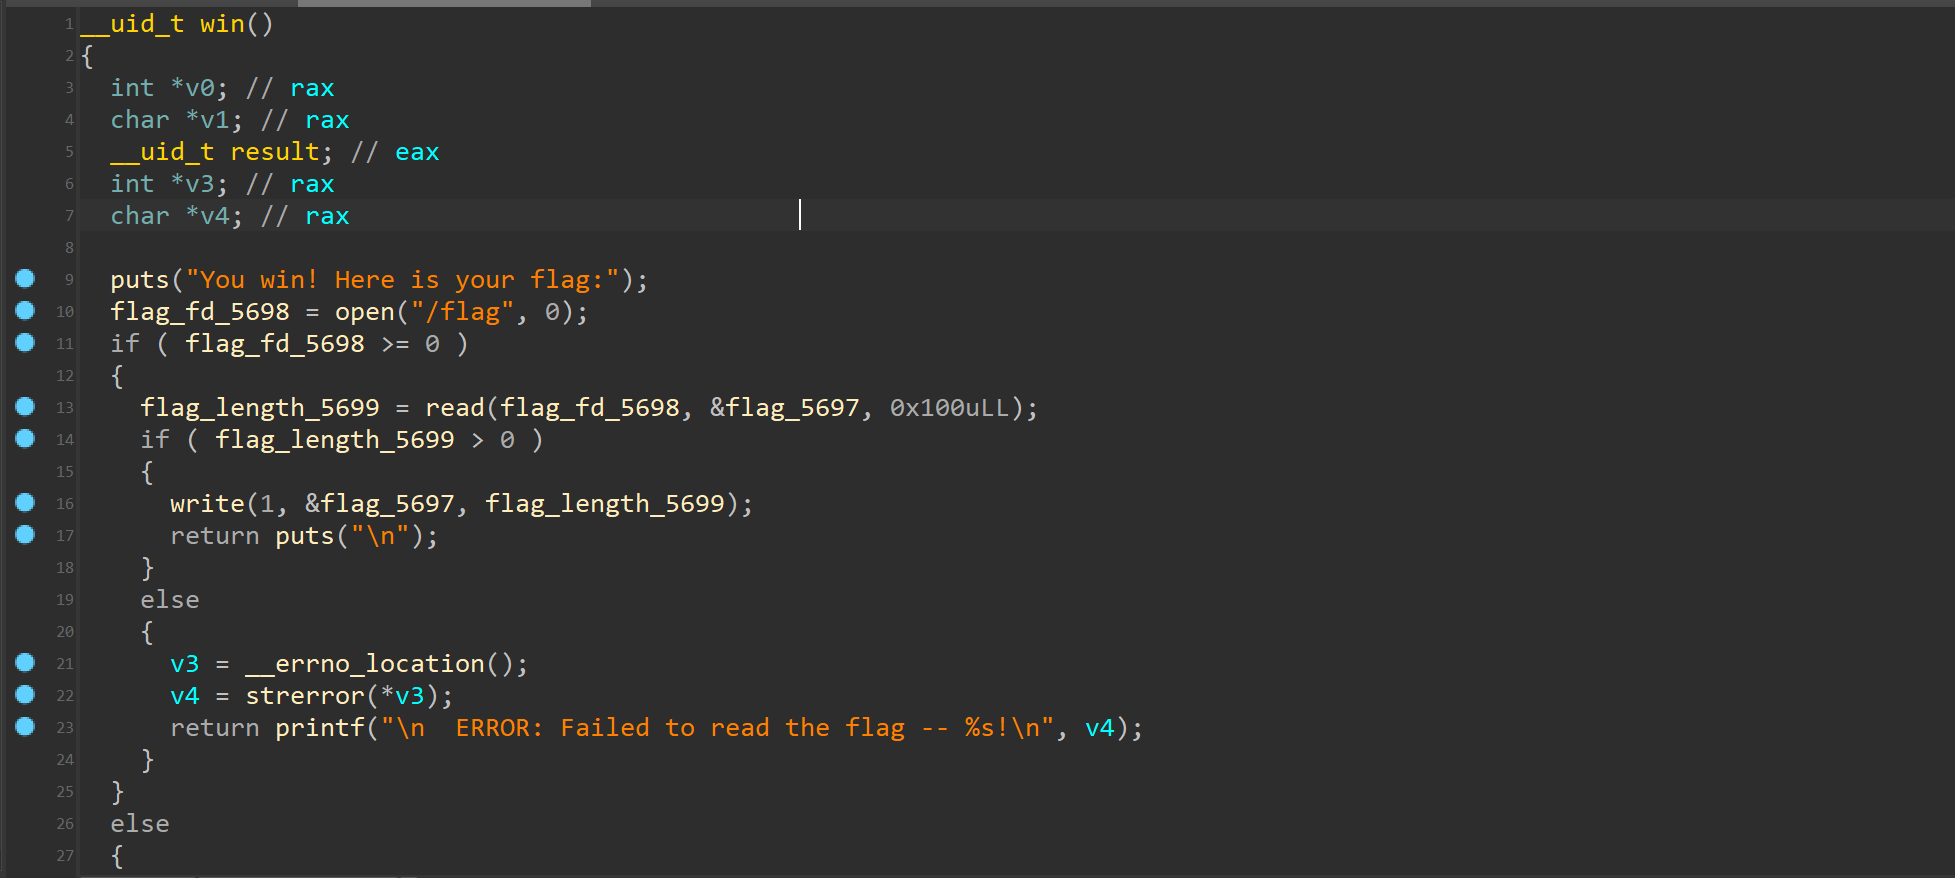 1 __uid_t win()
2 {
3   int *v0; // rax
4   char *v1; // rax
5   __uid_t result; // eax
6   int *v3; // rax
7   char *v4; // rax
8
9   puts("You win! Here is your flag:");
10   flag_fd_5698 = open("/flag", 0);
11   if ( flag_fd_5698 >= 0 )
12   {
13     flag_length_5699 = read(flag_fd_5698, &flag_5697, 0x100uLL);
14     if ( flag_length_5699 > 0 )
15     {
16       write(1, &flag_5697, flag_length_5699);
17       return puts("\n");
18     }
19     else
20     {
21       v3 = __errno_location();
22       v4 = strerror(*v3);
23       return printf("\n  ERROR: Failed to read the flag -- %s!\n", v4);
24     }
25   }
26   else
27   {